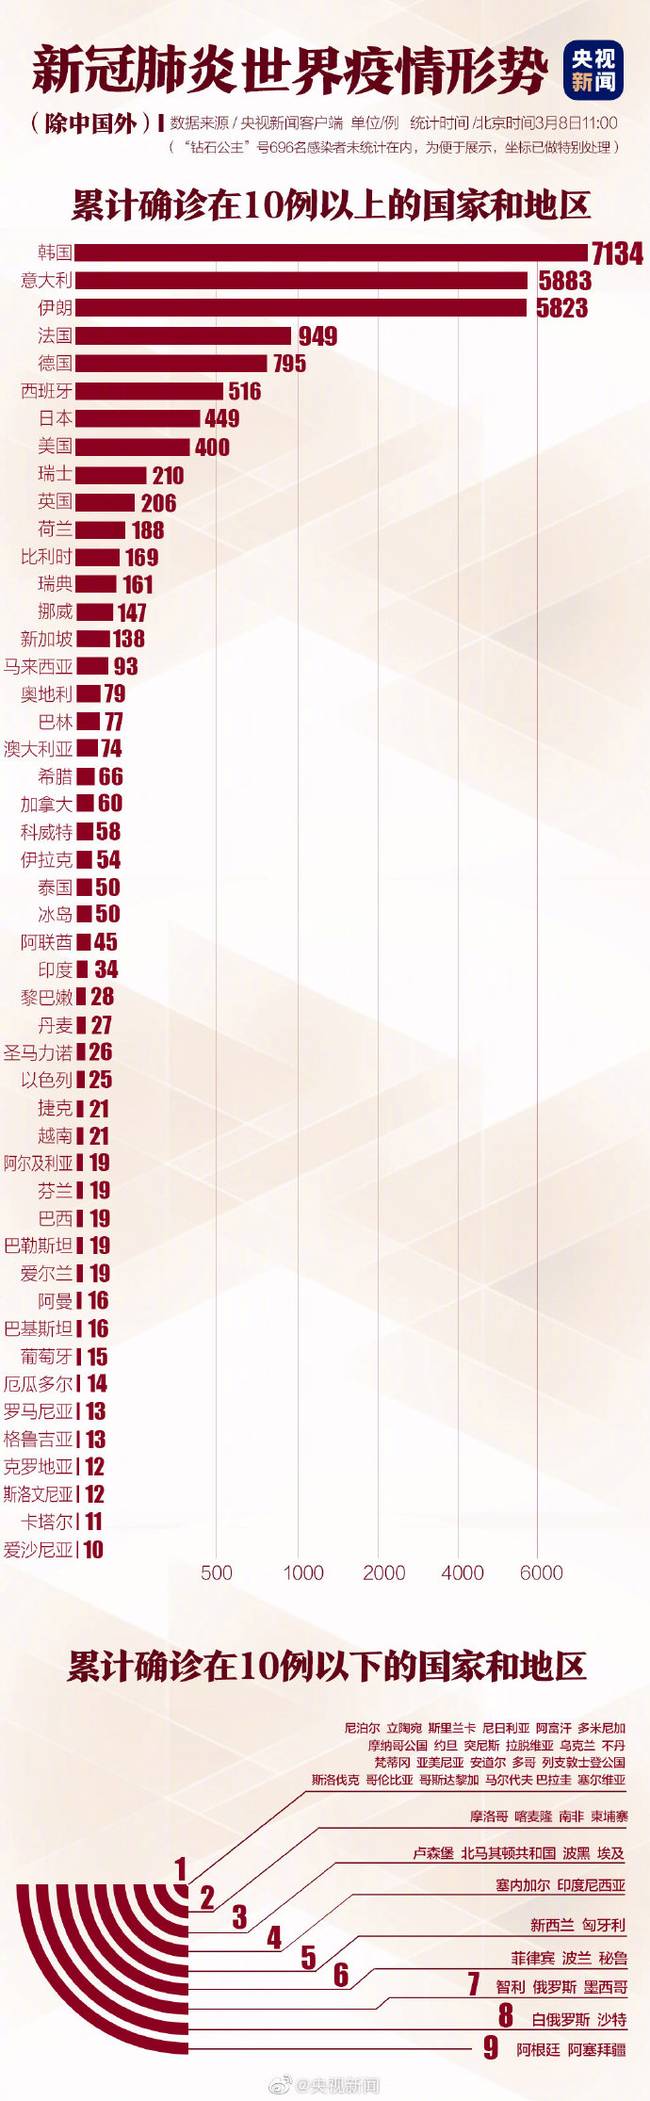 新冠肺炎世界疫情形势
央视
新闻
(除中国外) 数据来源/央视新闻客户端 单位/例 统计时间/北京时间3月8日11:00
(“钻石公主”号696名感染者未统计在内，为便于展示，坐标已做特别处理)
累计确诊在10例以上的国家和地区
韩国 7134
意大利 5883
伊朗 5823
法国 949
德国 795
西班牙 516
日本 449
美国 400
瑞士 210
英国 206
荷兰 188
比利时 169
瑞典 161
挪威 147
新加坡 138
马来西亚 93
奥地利 79
巴林 77
澳大利亚 74
希腊 66
加拿大 60
科威特 58
伊拉克 54
泰国 50
冰岛 50
阿联酋 45
印度 34
黎巴嫩 28
丹麦 27
圣马力诺 26
以色列 25
捷克 21
越南 21
阿尔及利亚 19
芬兰 19
巴西 19
巴勒斯坦 19
爱尔兰 19
阿曼 16
巴基斯坦 16
葡萄牙 15
厄瓜多尔 14
罗马尼亚 13
格鲁吉亚 13
克罗地亚 12
斯洛文尼亚 12
卡塔尔 11
爱沙尼亚 10
500 1000 2000 4000 6000
累计确诊在10例以下的国家和地区
尼泊尔 立陶宛 斯里兰卡 尼日利亚 阿富汗 多米尼加
摩纳哥公国 约旦 突尼斯 拉脱维亚 乌克兰 不丹
梵蒂冈 亚美尼亚 安道尔 多哥 列支敦士登公国
斯洛伐克 哥伦比亚 哥斯达黎加 马尔代夫 巴拉圭 塞尔维亚
1
摩洛哥 喀麦隆 南非 柬埔寨
2
卢森堡 北马其顿共和国 波黑 埃及
3
塞内加尔 印度尼西亚
4
新西兰 匈牙利
5
菲律宾 波兰 秘鲁
6
7 智利 俄罗斯 墨西哥
8 白俄罗斯 沙特
9 阿根廷 阿塞拜疆
@央视新闻